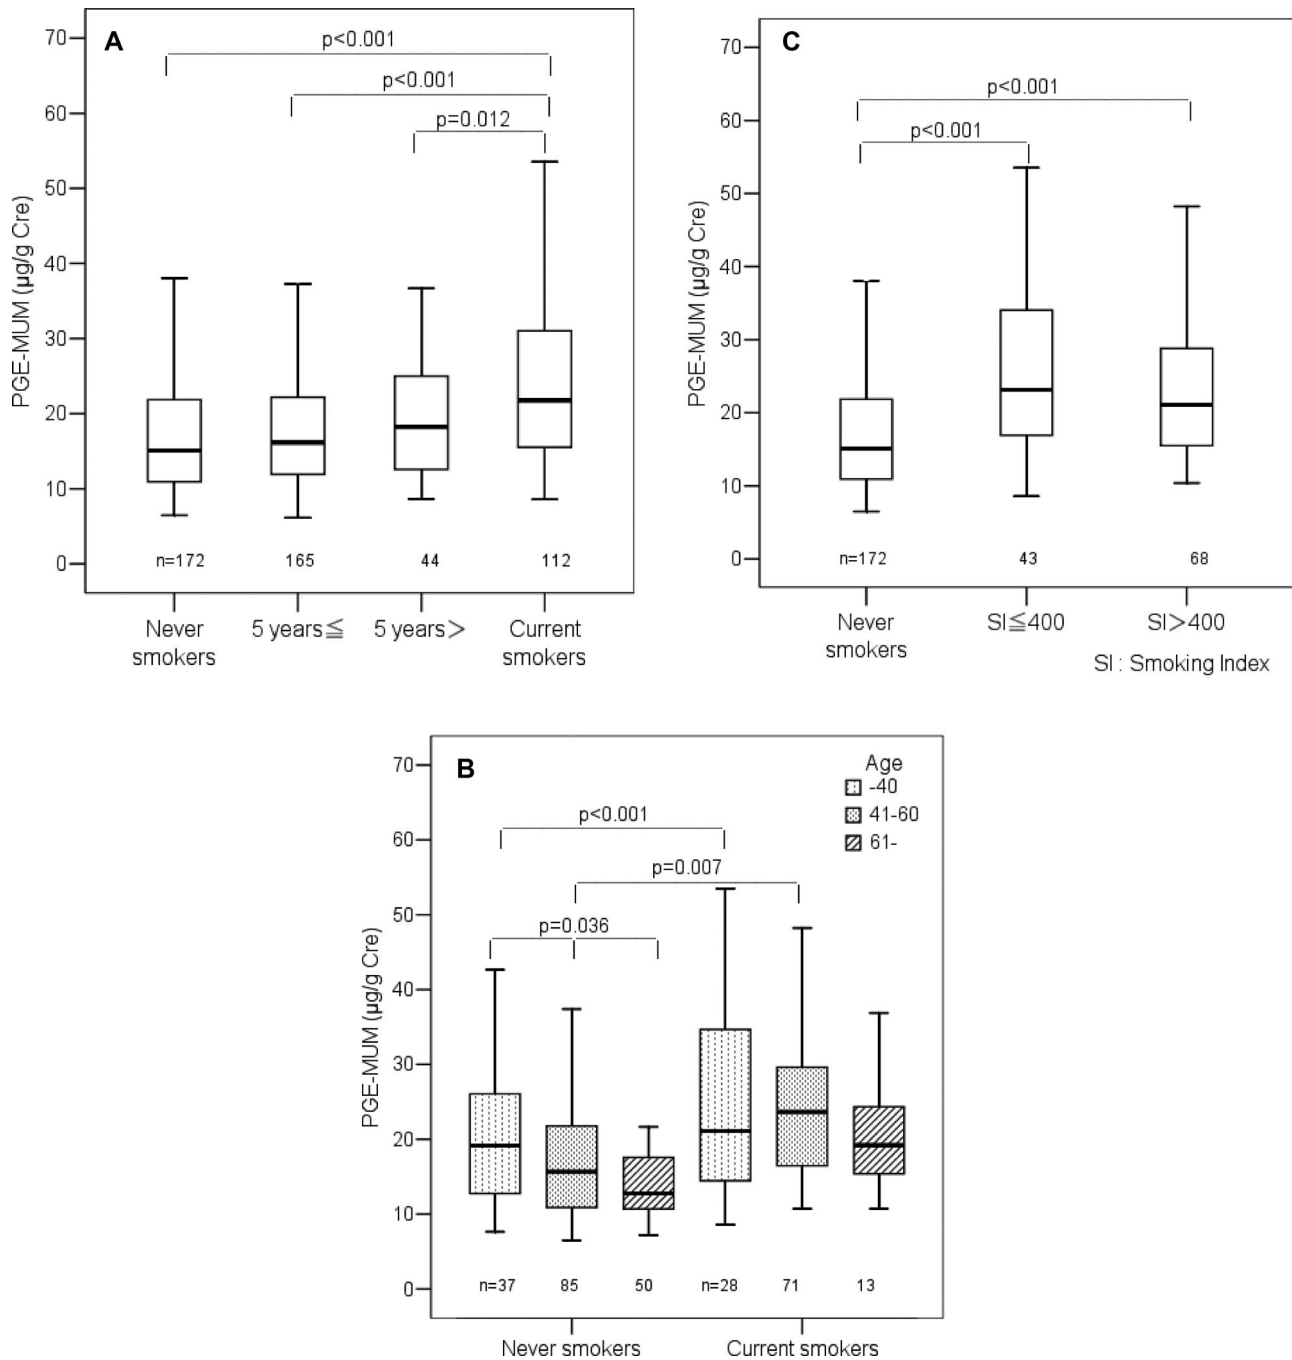 A
70
60
50
40
30
20
10
0
PGE-MUM (µg/g Cre)
p<0.001
p<0.001
p=0.012
n=172 165 44 112
Never smokers
5 years≦
5 years>
Current smokers
C
70
60
50
40
30
20
10
0
PGE-MUM (µg/g Cre)
p<0.001
p<0.001
n=172 43 68
Never smokers
SI≦400
SI>400
SI : Smoking Index
B
70
60
50
40
30
20
10
0
PGE-MUM (µg/g Cre)
Age
-40
41-60
61-
p<0.001
p=0.007
p=0.036
n=37 85 50 n=28 71 13
Never smokers Current smokers